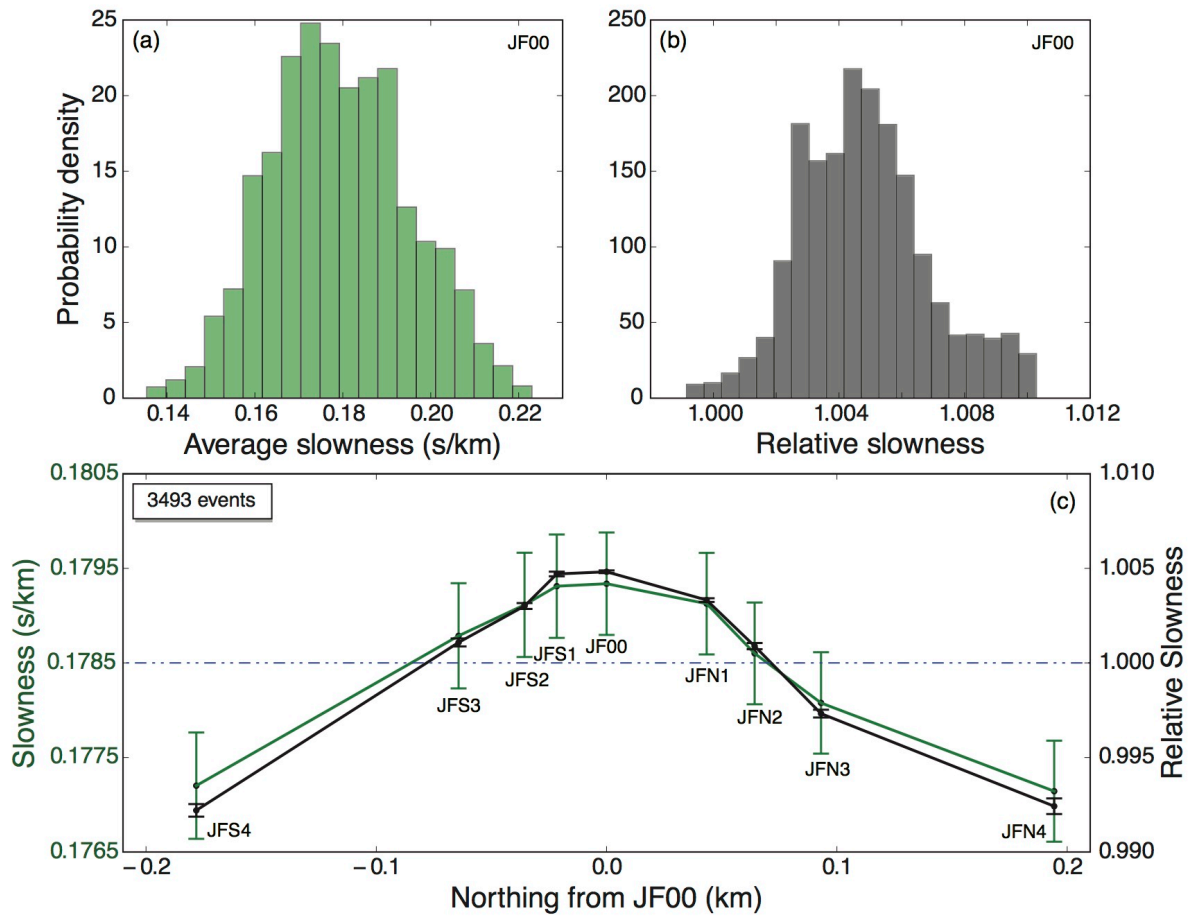 (a)
JF00
25
20
15
10
5
0
Probability density
0.14 0.16 0.18 0.20 0.22
Average slowness (s/km)
(b)
JF00
250
200
150
100
50
0
1.000 1.004 1.008 1.012
Relative slowness
3493 events
(c)
0.1805
0.1795
0.1785
0.1775
0.1765
Slowness (s/km)
1.010
1.005
1.000
0.995
0.990
Relative Slowness
JFS4
JFS3
JFS2
JFS1
JF00
JFN1
JFN2
JFN3
JFN4
−0.2 −0.1 0.0 0.1 0.2
Northing from JF00 (km)